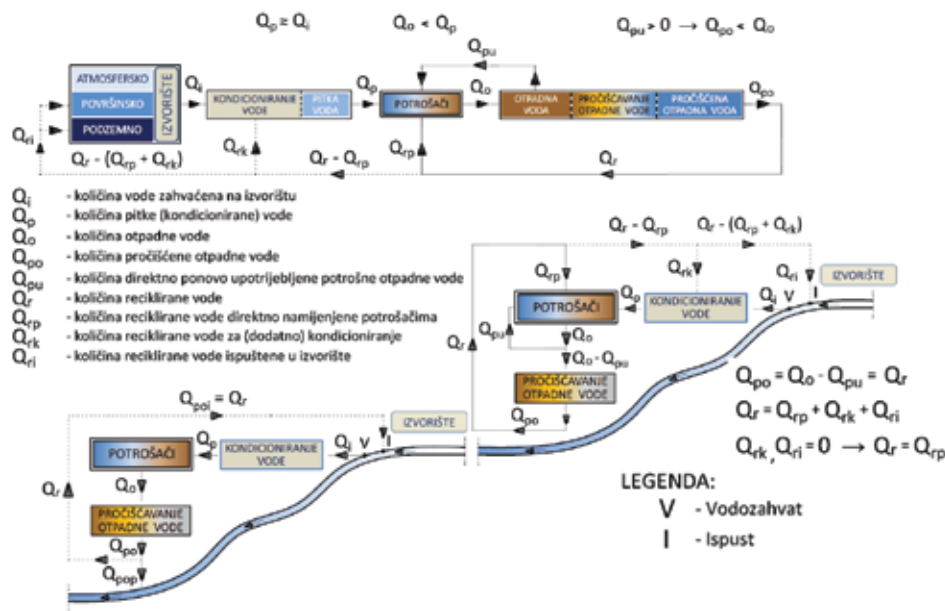 Qp ≅ Qi
Qo < Qp
Qpu > 0 → Qpo < Qo
Qpu
ATMOSFERSKO
POVRŠINSKO
PODZEMNO
IZVORIŠTE
Qi
KONDICIONIRANJE
VODE
PITKA
VODA
Qp
POTROŠAČI
Qo
OTPADNA
VODA
PROČIŠĆAVANJE
OTPADNE VODE
PROČIŠĆENA
OTPADNA VODA
Qpo
Qri
Qr - (Qrp + Qrk)
Qrk
Qr - Qrp
Qrp
Qr
Qi - količina vode zahvaćena na izvorištu
Qp - količina pitke (kondicionirane) vode
Qo - količina otpadne vode
Qpo - količina pročišćene otpadne vode
Qpu - količina direktno ponovo upotrijebljene potrošne otpadne vode
Qr - količina reciklirane vode
Qrp - količina reciklirane vode direktno namijenjene potrošačima
Qrk - količina reciklirane vode za (dodatno) kondicioniranje
Qri - količina reciklirane vode ispuštene u izvorište
Qr - Qrp
Qr - (Qrp + Qrk)
Qrp
Qrk
Qri
IZVORIŠTE
POTROŠAČI
Qp
KONDICIONIRANJE
VODE
Qi
V
I
Qpu
Qo
Qr
Qo - Qpu
PROČIŠĆAVANJE
OTPADNE VODE
Qpo
Qpo = Qo - Qpu = Qr
Qr = Qrp + Qrk + Qri
Qrk , Qri = 0 → Qr = Qrp
Qpoi = Qr
IZVORIŠTE
POTROŠAČI
Qp
KONDICIONIRANJE
VODE
Qi
V
I
Qr
Qo
PROČIŠĆAVANJE
OTPADNE VODE
Qpo
Qpop
LEGENDA:
V - Vodozahvat
I - Ispust